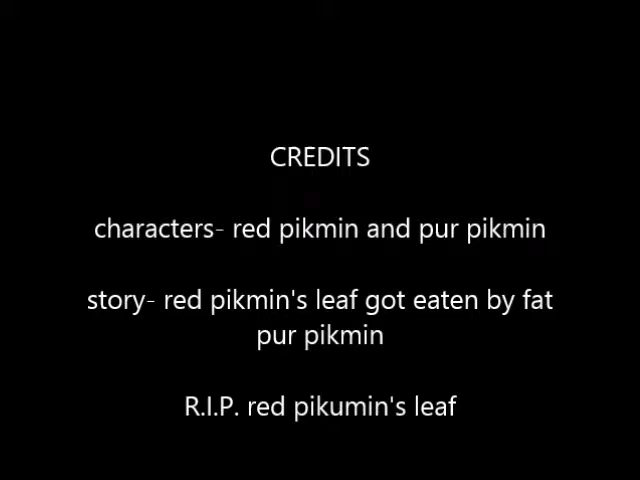 CREDITS
characters- red pikmin and pur pikmin
story- red pikmin's leaf got eaten by fat
pur pikmin
R.I.P. red pikumin's leaf